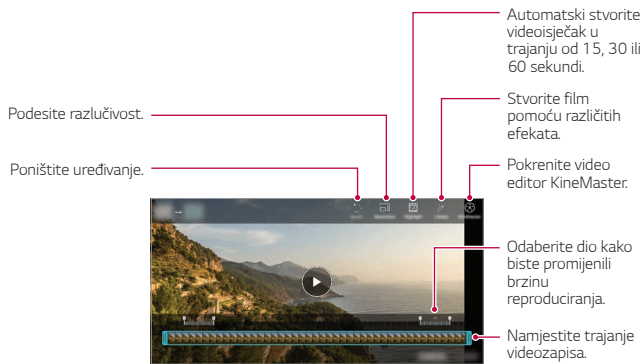 Automatski stvorite
videoisječak u
trajanju od 15, 30 ili
60 sekundi.
Stvorite film
pomoću različitih
efekata.
Podesite razlučivost.
Poništite uređivanje.
Pokrenite video
editor KineMaster.
Odaberite dio kako
biste promijenili
brzinu
reproduciranja.
Namjestite trajanje
videozapisa.